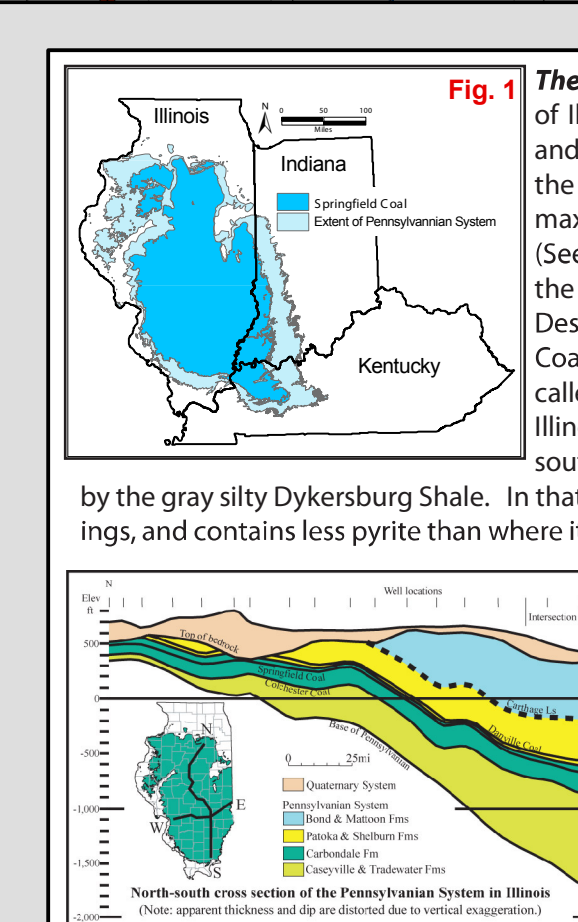 Fig. 1
Illinois
N
0 50 100
Miles
Indiana
Springfield Coal
Extent of Pennsylvannian System
Kentucky
The
of Il
and
the
max
(See
the
Des
Coa
calle
Illin
sout
by the gray silty Dykersburg Shale. In that
ings, and contains less pyrite than where it
N
Well locations
Elev
ft
Intersection
Top of bedrock
500
Springfield Coal
Colchester Coal
0
Carthage Ls
Danville Coal
Base of Pennsylvanian
-500
N
0 25mi
Quaternary System
Pennsylvanian System
E
-1,000
Bond & Mattoon Fms
W
Patoka & Shelburn Fms
Carbondale Fm
-1,500
S
Caseyville & Tradewater Fms
North-south cross section of the Pennsylvanian System in Illinois
(Note: apparent thickness and dip are distorted due to vertical exaggeration.)
-2,000